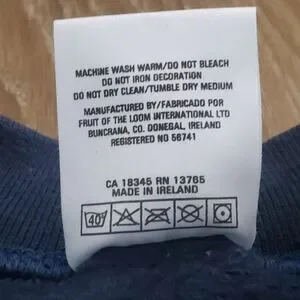 MACHINE WASH WARM/DO NOT BLEACH
DO NOT IRON DECORATION
DO NOT DRY CLEAN/TUMBLE DRY MEDIUM
MANUFACTURED BY/FABRICADO POR
FRUIT OF THE LOOM INTERNATIONAL LTD
BUNCRANA, CO. DONEGAL, IRELAND
REGISTERED NO 56741
CA 18345 RN 13765
MADE IN IRELAND
40°